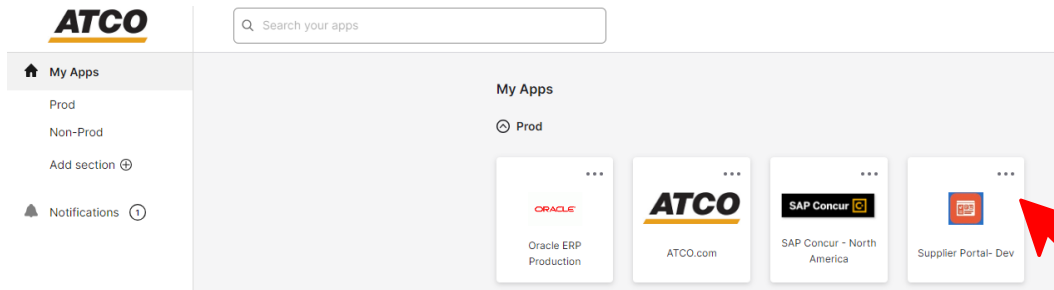 ATCO
Search your apps
My Apps
Prod
Non-Prod
Add section
Notifications 1
My Apps
Prod
ORACLE
Oracle ERP
Production
ATCO
ATCO.com
SAP Concur C
SAP Concur - North
America
Supplier Portal- Dev